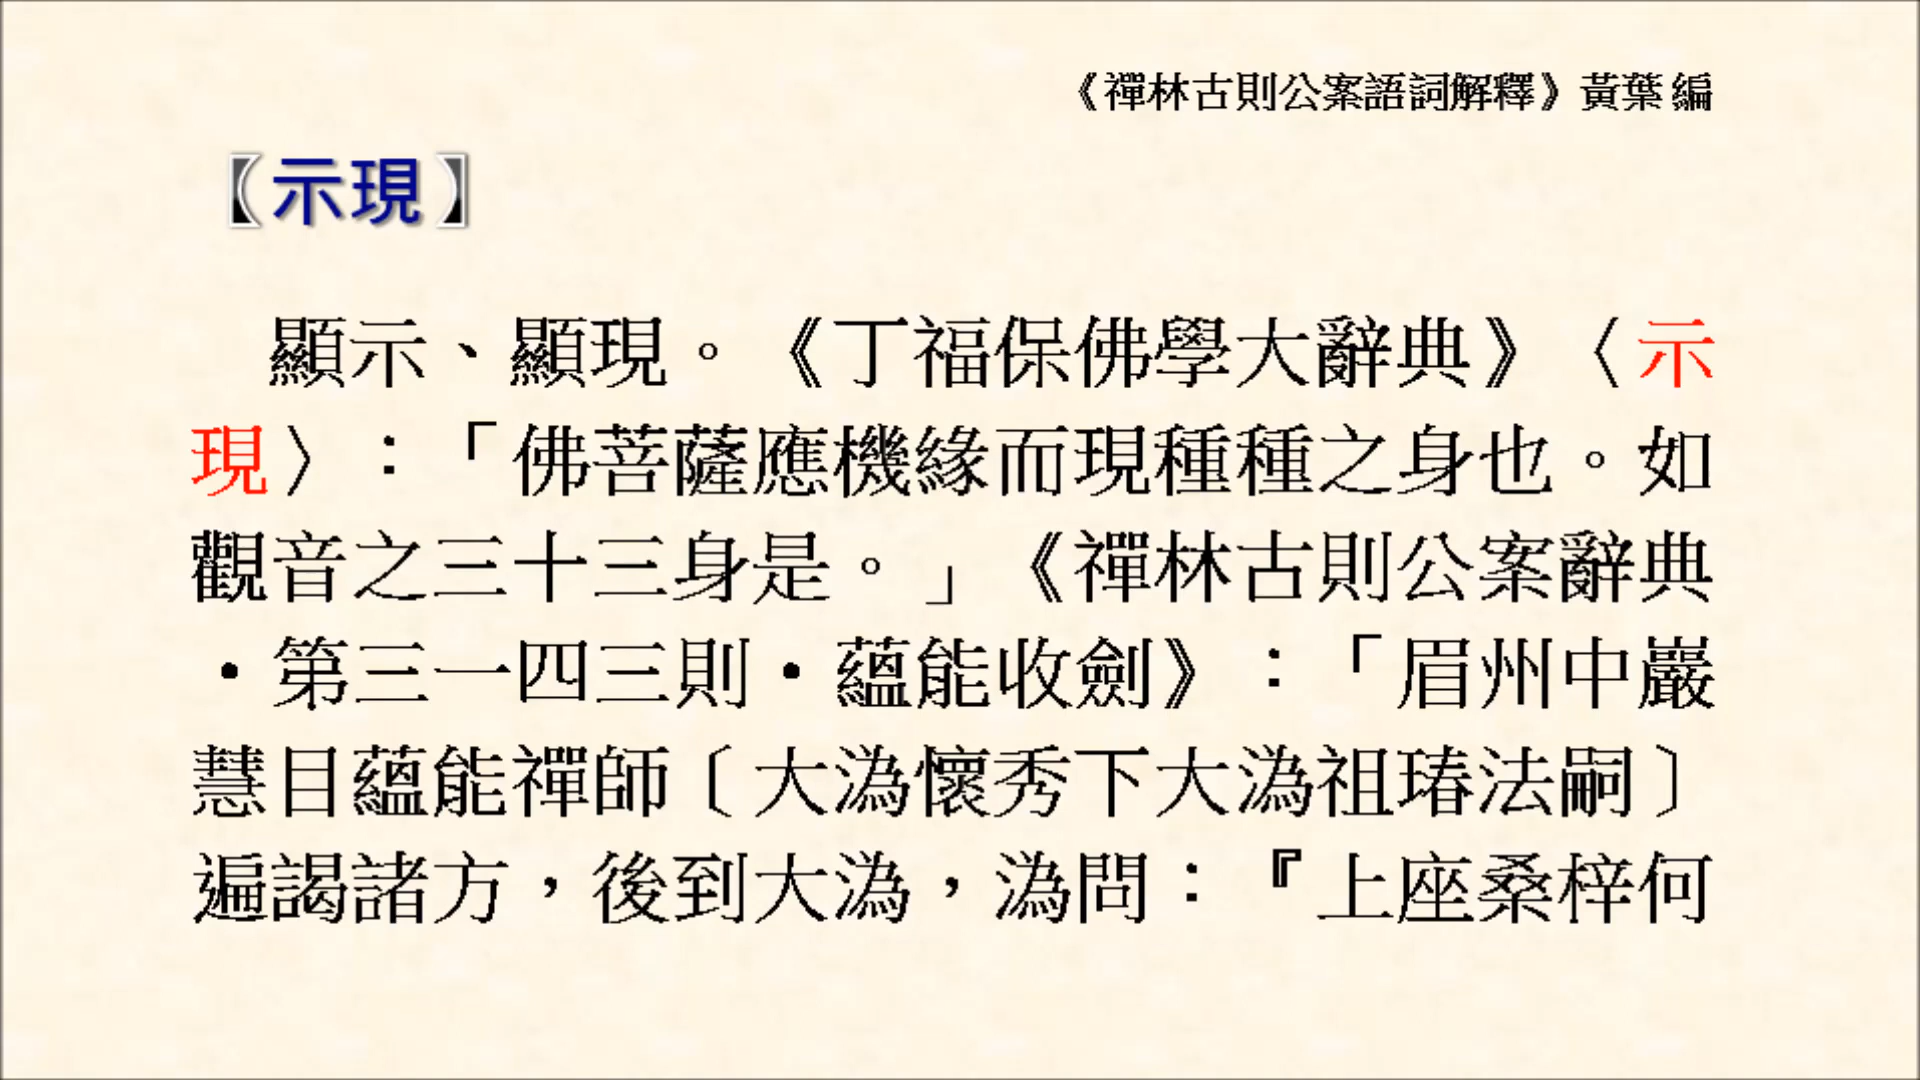 《禪林古則公案語詞解釋》黃葉 編
【示現】
顯示、顯現。《丁福保佛學大辭典》〈示
現〉：「佛菩薩應機緣而現種種之身也。如
觀音之三十三身是。」《禪林古則公案辭典
・第三一四三則・蘊能收劍》：「眉州中巖
慧目蘊能禪師〔大溈懷秀下大溈祖瑃法嗣〕
遍謁諸方，後到大溈，溈問：『上座桑梓何